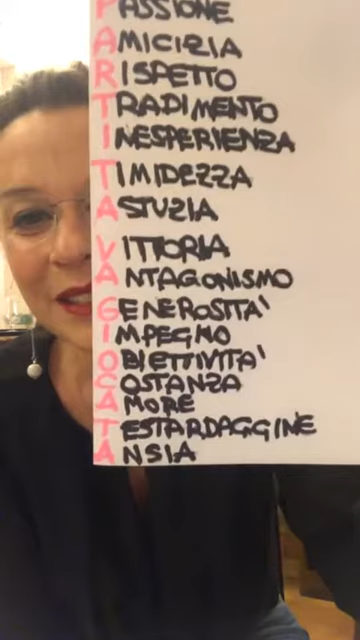 PASSIONE
AMICIZIA
RISPETTO
TRADIMENTO
INESPERIENZA
TIMIDEZZA
ASTUZIA
VITTORIA
ANTAGONISMO
GENEROSITA'
IMPEGNO
OBIETTIVITA'
COSTANZA
AMORE
TESTARDAGGINE
ANSIA